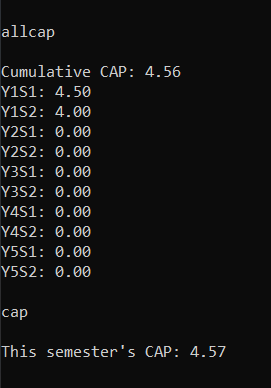 allcap
Cumulative CAP: 4.56
Y1S1: 4.50
Y1S2: 4.00
Y2S1: 0.00
Y2S2: 0.00
Y3S1: 0.00
Y3S2: 0.00
Y4S1: 0.00
Y4S2: 0.00
Y5S1: 0.00
Y5S2: 0.00
cap
This semester's CAP: 4.57